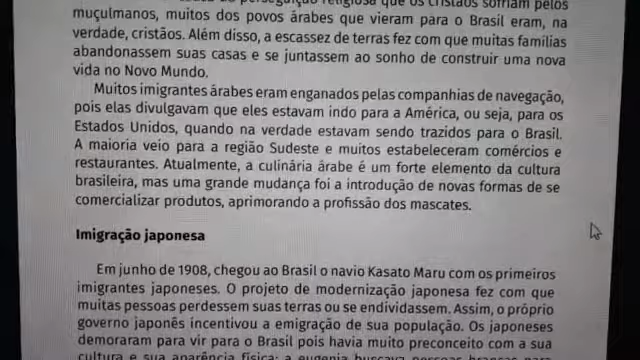 perseguição religiosa que os cristãos sofriam pelos
muçulmanos, muitos dos povos árabes que vieram para o Brasil eram, na
verdade, cristãos. Além disso, a escassez de terras fez com que muitas famílias
abandonassem suas casas e se juntassem ao sonho de construir uma nova
vida no Novo Mundo.
Muitos imigrantes árabes eram enganados pelas companhias de navegação,
pois elas divulgavam que eles estavam indo para a América, ou seja, para os
Estados Unidos, quando na verdade estavam sendo trazidos para o Brasil.
A maioria veio para a região Sudeste e muitos estabeleceram comércios e
restaurantes. Atualmente, a culinária árabe é um forte elemento da cultura
brasileira, mas uma grande mudança foi a introdução de novas formas de se
comercializar produtos, aprimorando a profissão dos mascates.
Imigração japonesa
Em junho de 1908, chegou ao Brasil o navio Kasato Maru com os primeiros
imigrantes japoneses. O projeto de modernização japonesa fez com que
muitas pessoas perdessem suas terras ou se endividassem. Assim, o próprio
governo japonês incentivou a emigração de sua população. Os japoneses
demoraram para vir para o Brasil pois havia muito preconceito com a sua
cultura e sua aparência física: a eugenia buscava pessoas brancas